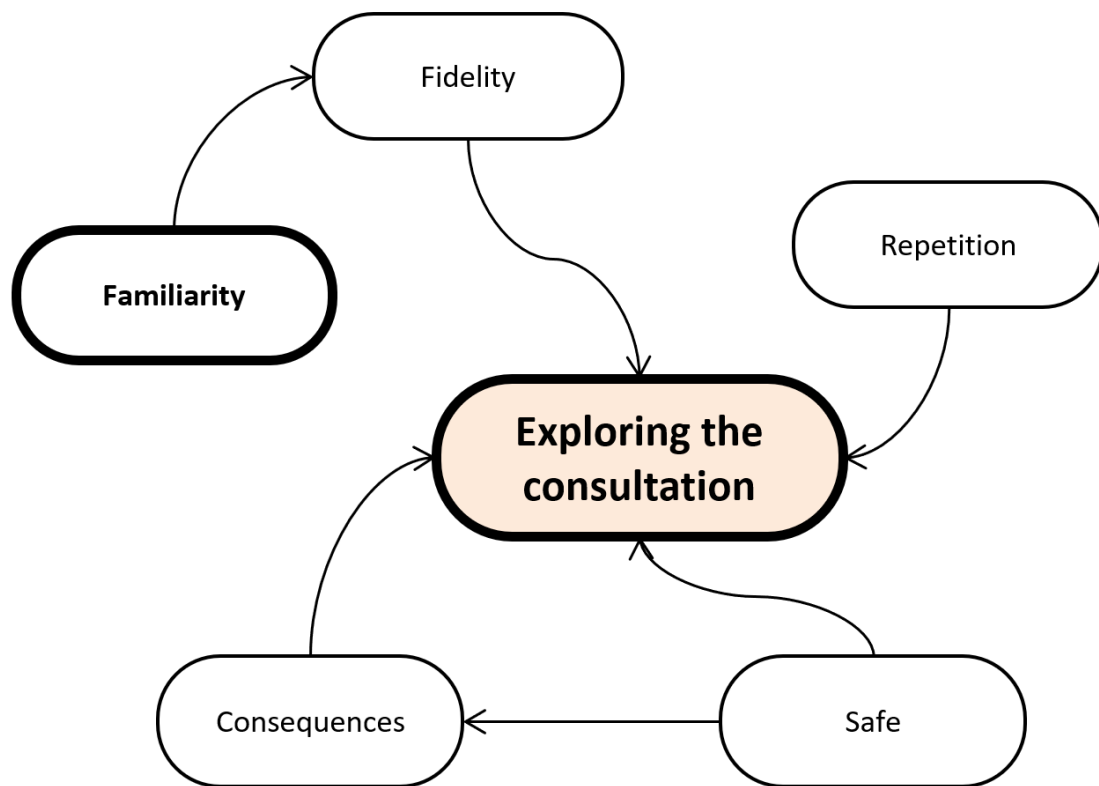 Fidelity
Repetition
Familiarity
Exploring the
consultation
Consequences
Safe